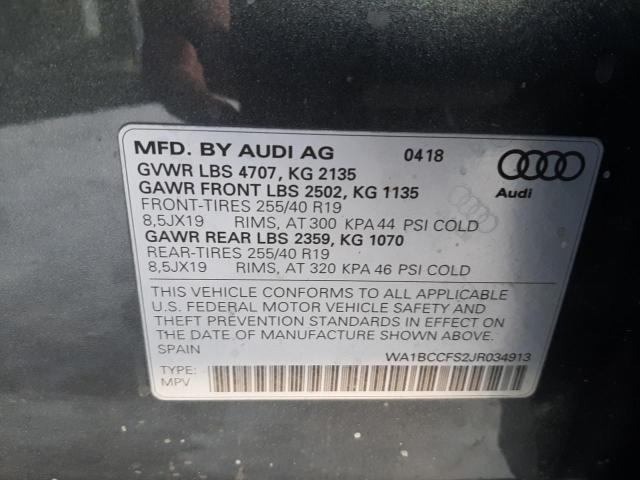 MFD. BY AUDI AG 0418
GVWR LBS 4707, KG 2135
GAWR FRONT LBS 2502, KG 1135
FRONT-TIRES 255/40 R19
8,5JX19 RIMS, AT 300 KPA 44 PSI COLD
GAWR REAR LBS 2359, KG 1070
REAR-TIRES 255/40 R19
8,5JX19 RIMS, AT 320 KPA 46 PSI COLD
Audi
THIS VEHICLE CONFORMS TO ALL APPLICABLE
U.S. FEDERAL MOTOR VEHICLE SAFETY AND
THEFT PREVENTION STANDARDS IN EFFECT ON
THE DATE OF MANUFACTURE SHOWN ABOVE.
SPAIN WA1BCCFS2JR034913
TYPE:
MPV